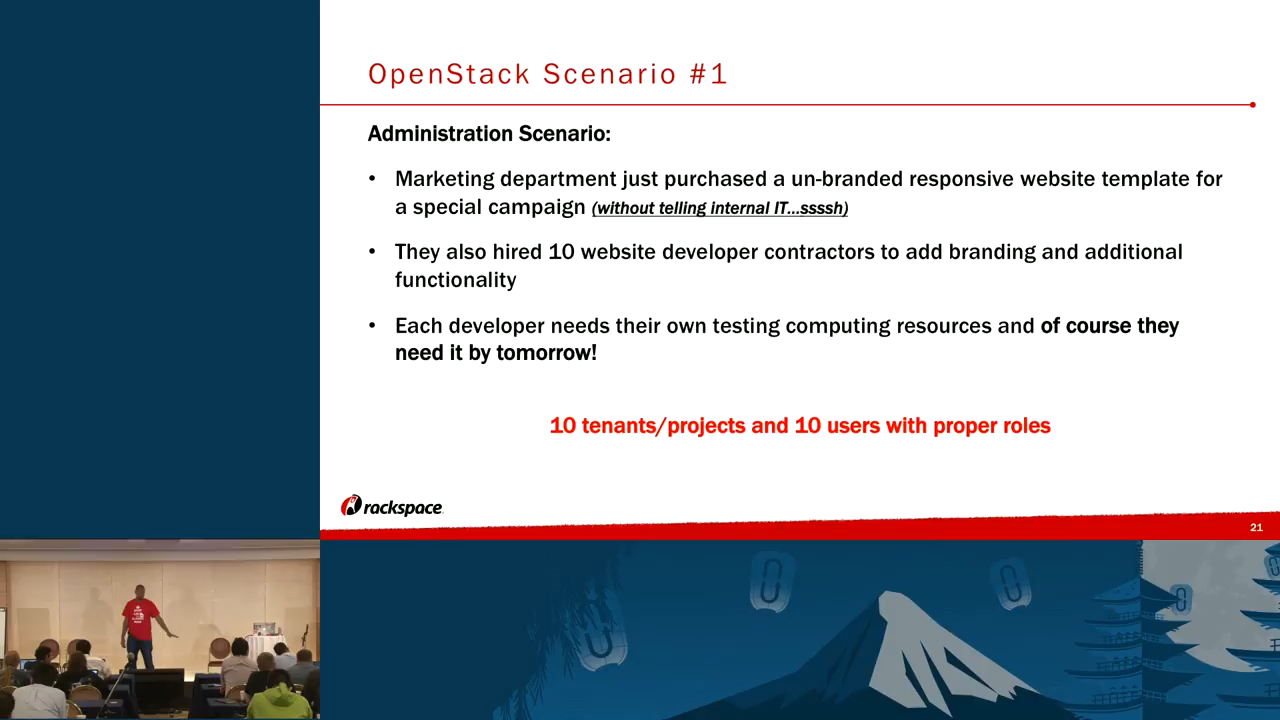 OpenStack Scenario #1
Administration Scenario:
• Marketing department just purchased a un-branded responsive website template for
a special campaign (without telling internal IT...ssssh)
• They also hired 10 website developer contractors to add branding and additional
functionality
• Each developer needs their own testing computing resources and of course they
need it by tomorrow!
10 tenants/projects and 10 users with proper roles
rackspace
21